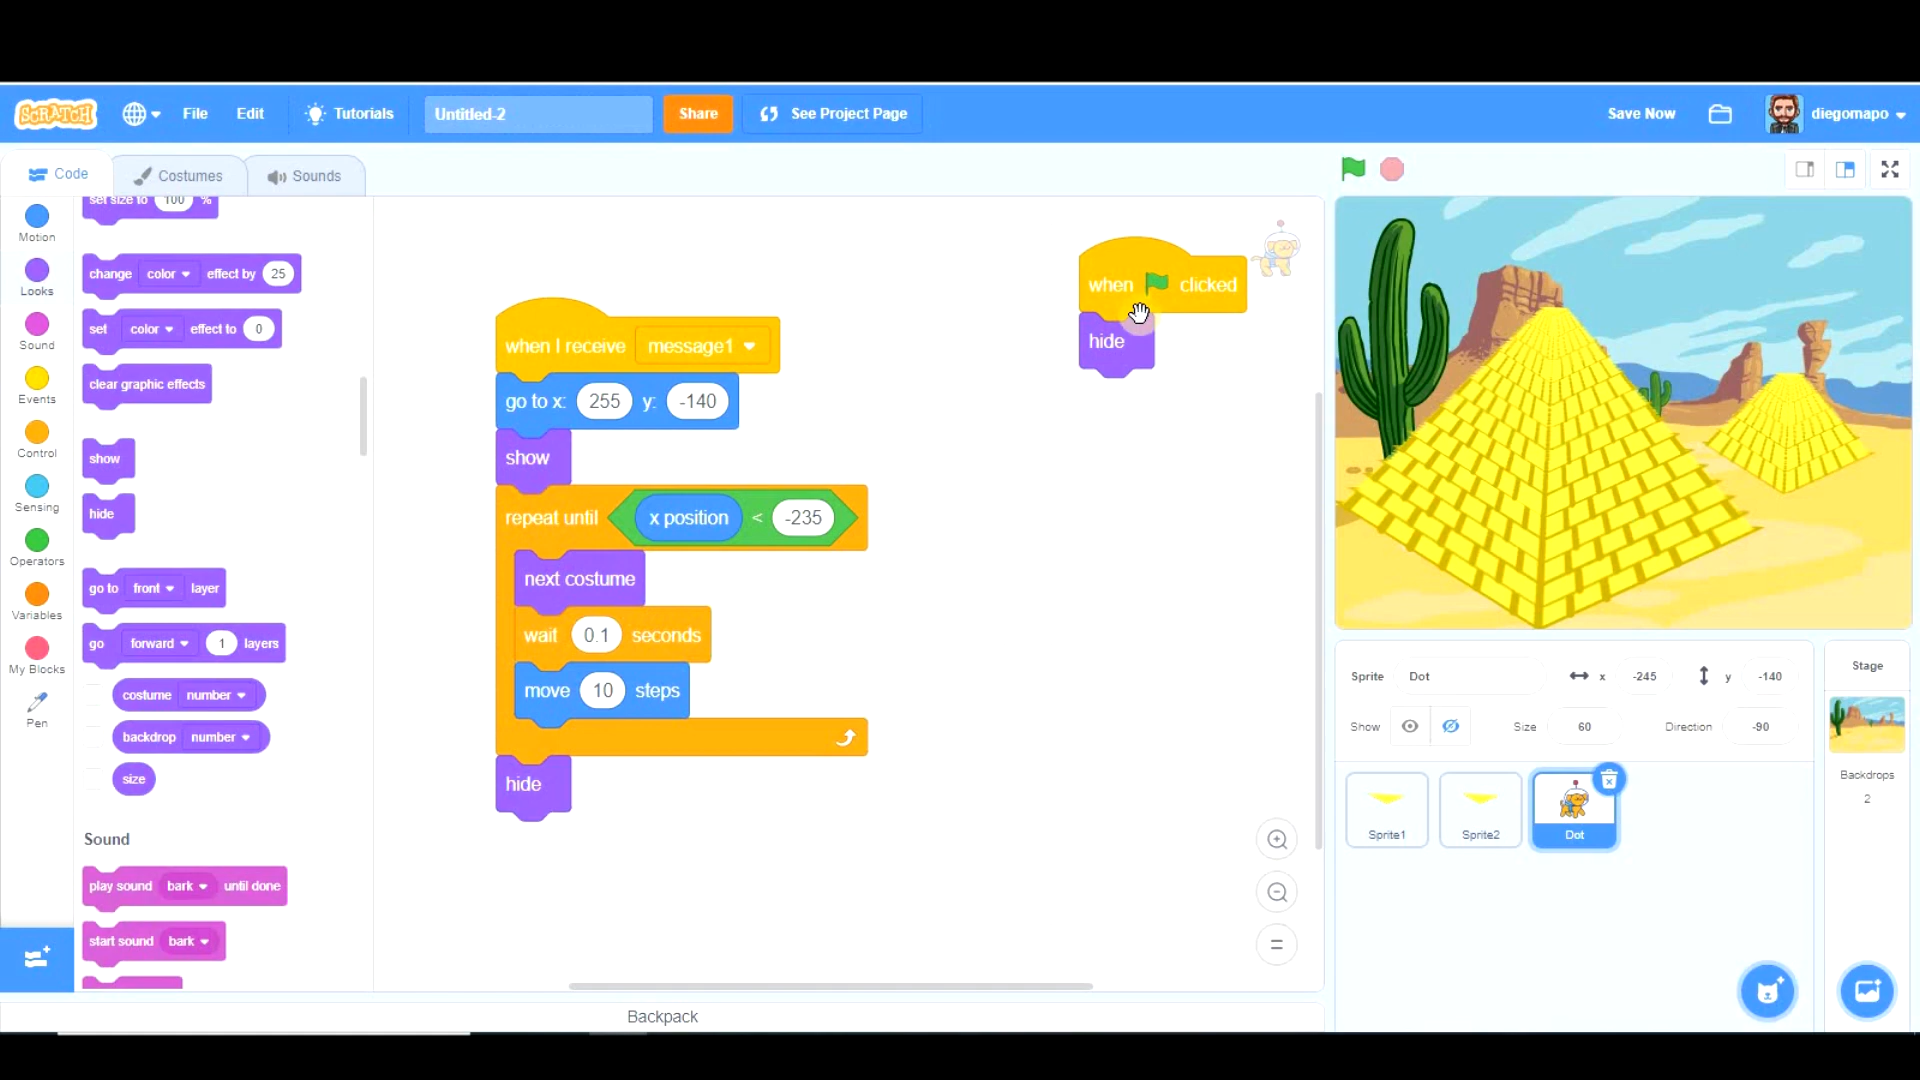 SCRATCH
File
Edit
Tutorials
Untitled-2
Share
See Project Page
Save Now
diegomapo
Code
Costumes
Sounds
Motion
Looks
Sound
Events
Control
Sensing
Operators
Variables
My Blocks
Pen
set size to 100 %
change color effect by 25
set color effect to 0
clear graphic effects
show
hide
go to front layer
go forward 1 layers
costume number
backdrop number
size
Sound
play sound bark until done
start sound bark
when I receive message1
go to x: 255 y: -140
show
repeat until x position < -235
next costume
wait 0.1 seconds
move 10 steps
hide
when clicked
hide
Backpack
Sprite Dot x -245 y -140
Show Size 60 Direction -90
Sprite1
Sprite2
Dot
Stage
Backdrops
2